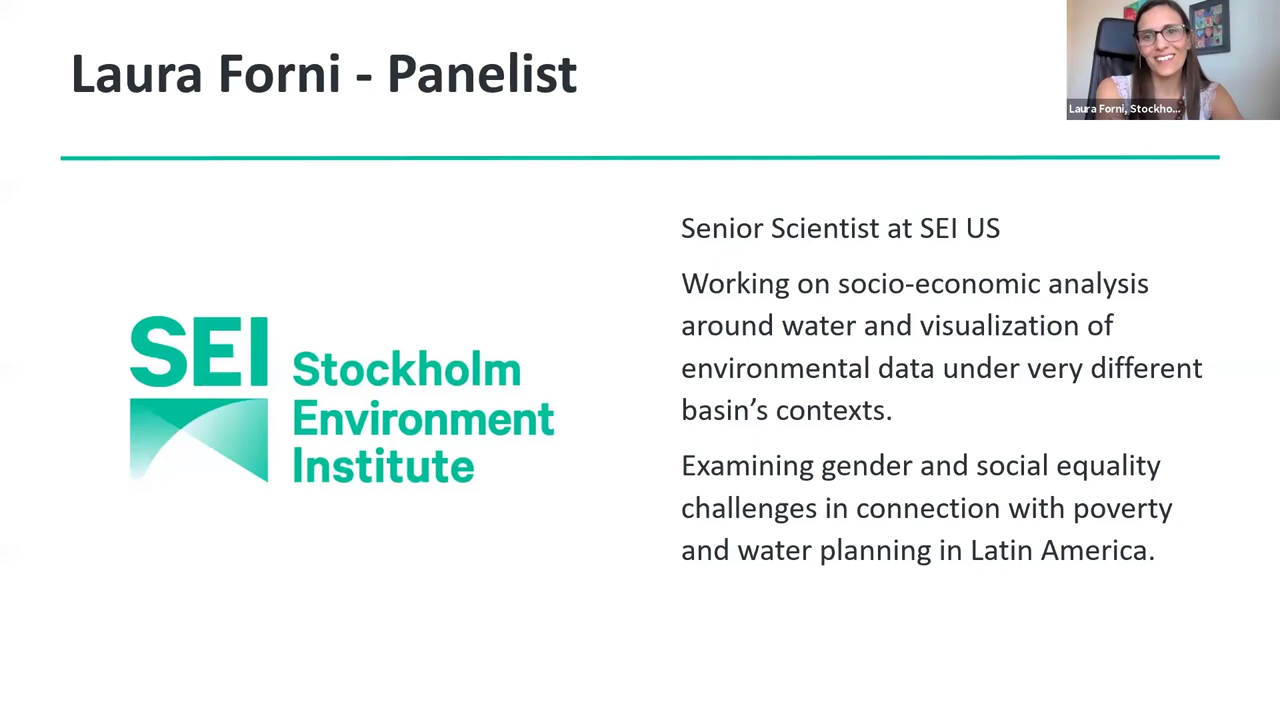 Laura Forni - Panelist
Laura Forni, Stockho...
Senior Scientist at SEI US
Working on socio-economic analysis
around water and visualization of
environmental data under very different
basin’s contexts.
Examining gender and social equality
challenges in connection with poverty
and water planning in Latin America.
SEI
Stockholm
Environment
Institute